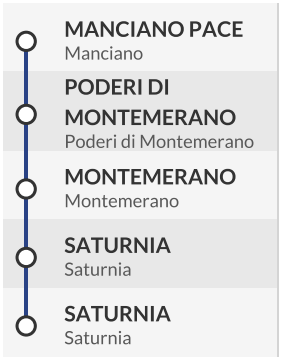 MANCIANO PACE
Manciano
PODERI DI
MONTEMERANO
Poderi di Montemerano
MONTEMERANO
Montemerano
SATURNIA
Saturnia
SATURNIA
Saturnia